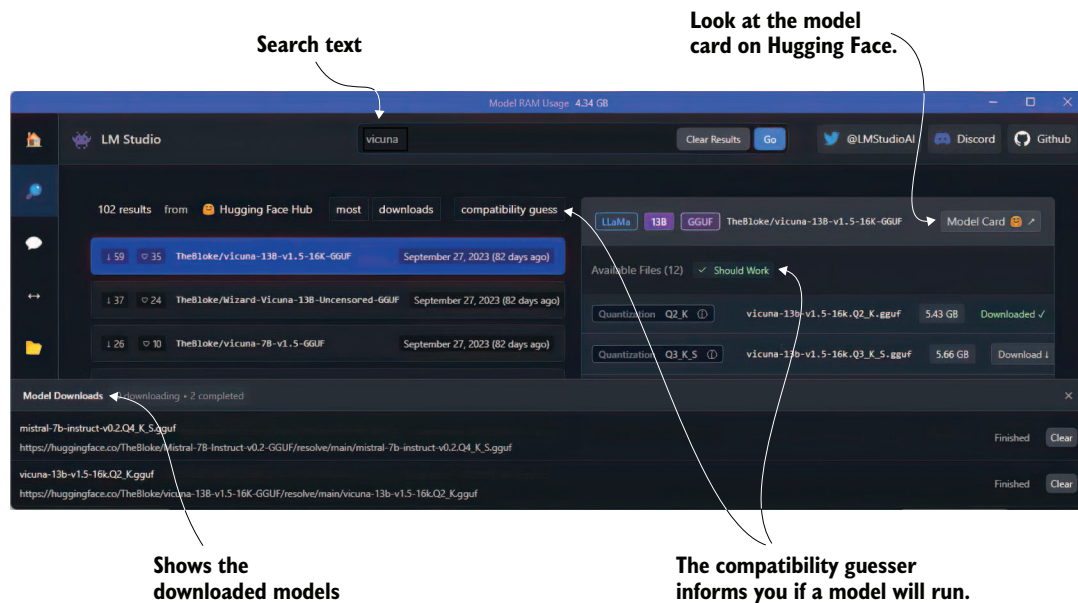 Look at the model
card on Hugging Face.
Search text
Model RAM Usage 4.34 GB
LM Studio
vicuna
Clear Results
Go
@LMStudioAI
Discord
Github
102 results from Hugging Face Hub most downloads compatibility guess
LLaMa 13B GGUF TheBloke/vicuna-13B-v1.5-16K-GGUF Model Card ↗
↓ 59 ♡ 35 TheBloke/vicuna-13B-v1.5-16K-GGUF September 27, 2023 (82 days ago)
Available Files (12) ✓ Should Work
↓ 37 ♡ 24 TheBloke/Wizard-Vicuna-13B-Uncensored-GGUF September 27, 2023 (82 days ago)
Quantization Q2_K vicuna-13b-v1.5-16k.Q2_K.gguf 5.43 GB Downloaded ✓
↓ 26 ♡ 10 TheBloke/vicuna-7B-v1.5-GGUF September 27, 2023 (82 days ago)
Quantization Q3_K_S vicuna-13b-v1.5-16k.Q3_K_S.gguf 5.66 GB Download ↓
Model Downloads downloading • 2 completed
mistral-7b-instruct-v0.2.Q4_K_S.gguf
https://huggingface.co/TheBloke/Mistral-7B-Instruct-v0.2-GGUF/resolve/main/mistral-7b-instruct-v0.2.Q4_K_S.gguf
Finished Clear
vicuna-13b-v1.5-16k.Q2_K.gguf
https://huggingface.co/TheBloke/vicuna-13B-v1.5-16K-GGUF/resolve/main/vicuna-13b-v1.5-16k.Q2_K.gguf
Finished Clear
Shows the
downloaded models
The compatibility guesser
informs you if a model will run.